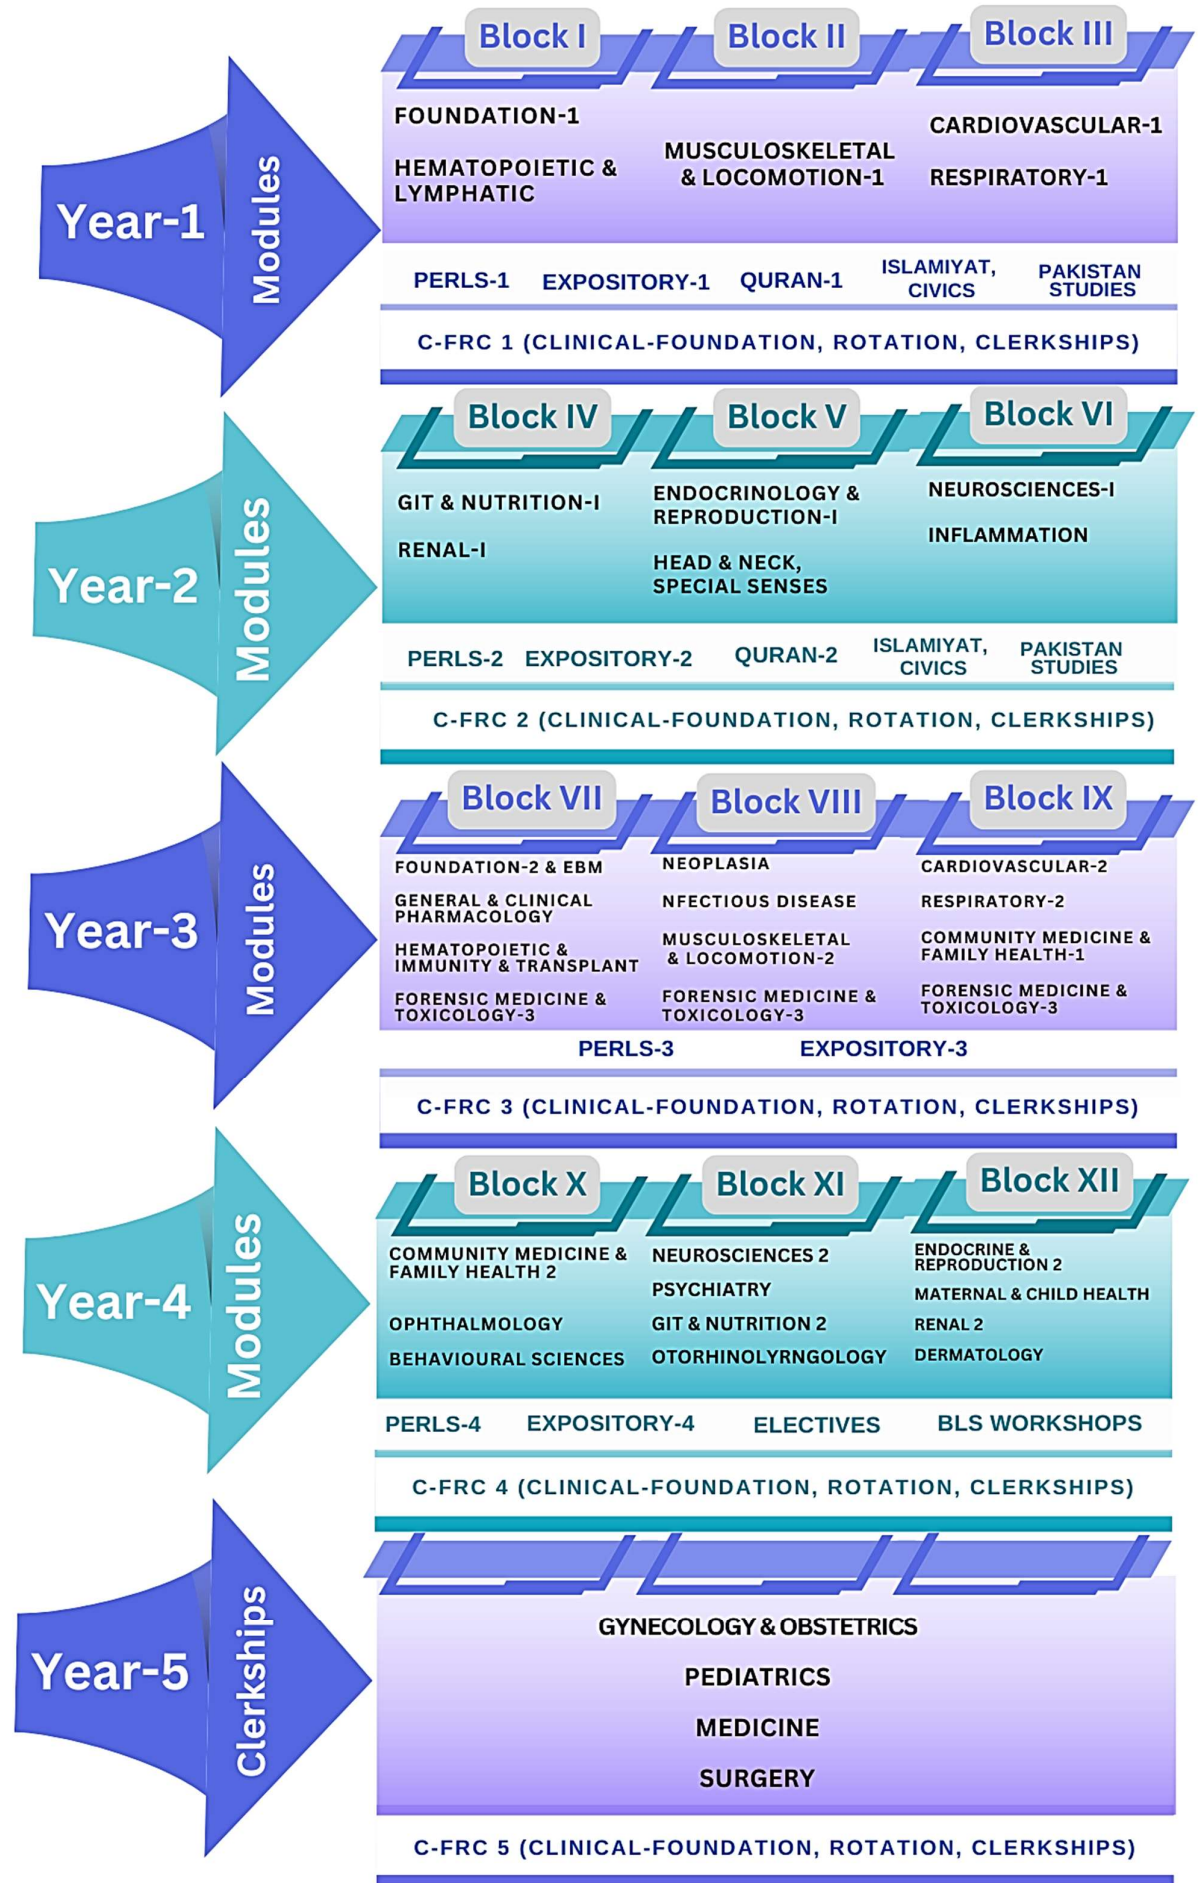 Year-1
Modules
Block I
FOUNDATION-1
HEMATOPOIETIC &
LYMPHATIC
Block II
MUSCULOSKELETAL
& LOCOMOTION-1
Block III
CARDIOVASCULAR-1
RESPIRATORY-1
PERLS-1
EXPOSITORY-1
QURAN-1
ISLAMIYAT,
CIVICS
PAKISTAN
STUDIES
C-FRC 1 (CLINICAL-FOUNDATION, ROTATION, CLERKSHIPS)
Year-2
Modules
Block IV
GIT & NUTRITION-I
RENAL-I
Block V
ENDOCRINOLOGY &
REPRODUCTION-I
HEAD & NECK,
SPECIAL SENSES
Block VI
NEUROSCIENCES-I
INFLAMMATION
PERLS-2
EXPOSITORY-2
QURAN-2
ISLAMIYAT,
CIVICS
PAKISTAN
STUDIES
C-FRC 2 (CLINICAL-FOUNDATION, ROTATION, CLERKSHIPS)
Year-3
Modules
Block VII
FOUNDATION-2 & EBM
GENERAL & CLINICAL
PHARMACOLOGY
HEMATOPOIETIC &
IMMUNITY & TRANSPLANT
FORENSIC MEDICINE &
TOXICOLOGY-3
Block VIII
NEOPLASIA
NFECTIOUS DISEASE
MUSCULOSKELETAL
& LOCOMOTION-2
FORENSIC MEDICINE &
TOXICOLOGY-3
Block IX
CARDIOVASCULAR-2
RESPIRATORY-2
COMMUNITY MEDICINE &
FAMILY HEALTH-1
FORENSIC MEDICINE &
TOXICOLOGY-3
PERLS-3
EXPOSITORY-3
C-FRC 3 (CLINICAL-FOUNDATION, ROTATION, CLERKSHIPS)
Year-4
Modules
Block X
COMMUNITY MEDICINE &
FAMILY HEALTH 2
OPHTHALMOLOGY
BEHAVIOURAL SCIENCES
Block XI
NEUROSCIENCES 2
PSYCHIATRY
GIT & NUTRITION 2
OTORHINOLYRNGOLOGY
Block XII
ENDOCRINE &
REPRODUCTION 2
MATERNAL & CHILD HEALTH
RENAL 2
DERMATOLOGY
PERLS-4
EXPOSITORY-4
ELECTIVES
BLS WORKSHOPS
C-FRC 4 (CLINICAL-FOUNDATION, ROTATION, CLERKSHIPS)
Year-5
Clerkships
GYNECOLOGY & OBSTETRICS
PEDIATRICS
MEDICINE
SURGERY
C-FRC 5 (CLINICAL-FOUNDATION, ROTATION, CLERKSHIPS)